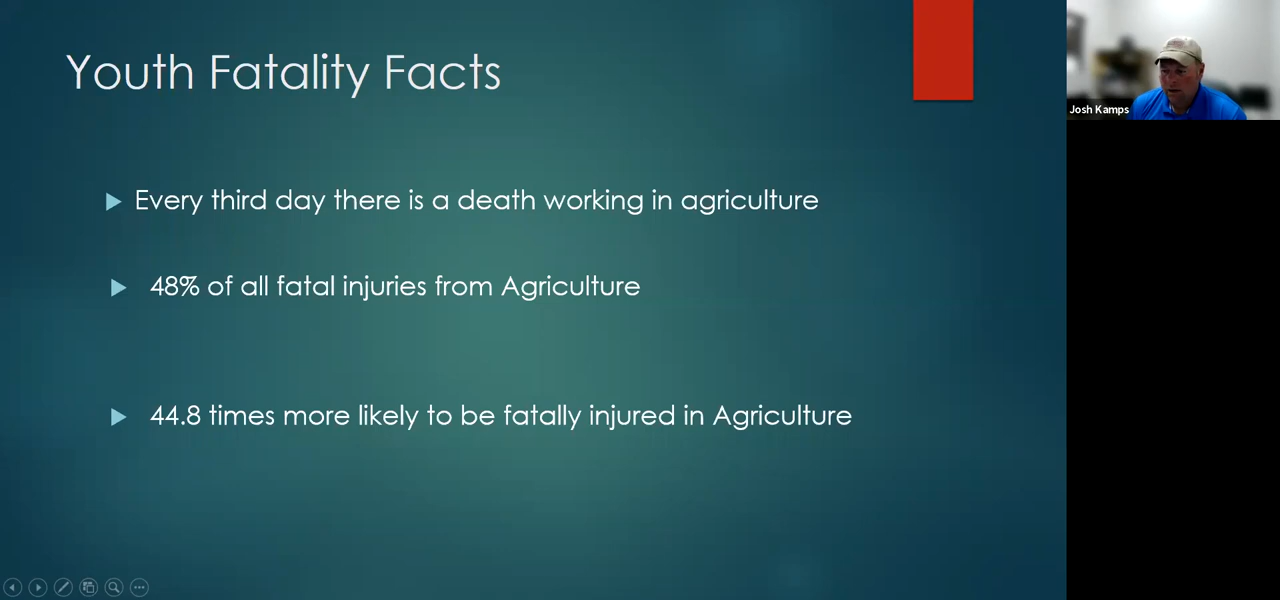 Youth Fatality Facts
Every third day there is a death working in agriculture
48% of all fatal injuries from Agriculture
44.8 times more likely to be fatally injured in Agriculture
Josh Kamps